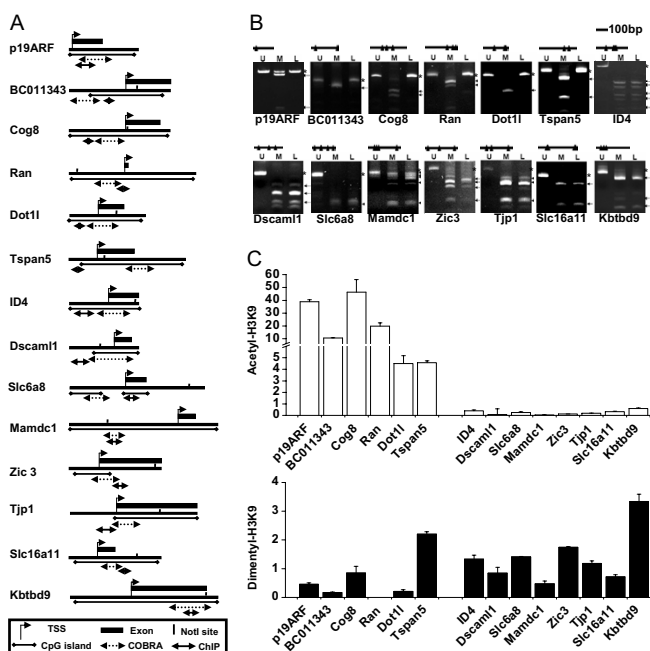 A
p19ARF
BC011343
Cog8
Ran
Dot1l
Tspan5
ID4
Dscaml1
Slc6a8
Mamdc1
Zic 3
Tjp1
Slc16a11
Kbtbd9
TSS Exon NotI site
CpG island COBRA ChIP
B
100bp
U M L U M L U M L U M L U M L U M L U M L
p19ARF BC011343 Cog8 Ran Dot1l Tspan5 ID4
U M L U M L U M L U M L U M L U M L U M L
Dscaml1 Slc6a8 Mamdc1 Zic3 Tjp1 Slc16a11 Kbtbd9
C
Acetyl-H3K9
60
50
40
30
20
10
5
4
2
0
p19ARF BC011343 Cog8 Ran Dot1l Tspan5 ID4 Dscaml1 Slc6a8 Mamdc1 Zic3 Tjp1 Slc16a11 Kbtbd9
Dimentyl-H3K9
4
3
2
1
0
p19ARF BC011343 Cog8 Ran Dot1l Tspan5 ID4 Dscaml1 Slc6a8 Mamdc1 Zic3 Tjp1 Slc16a11 Kbtbd9